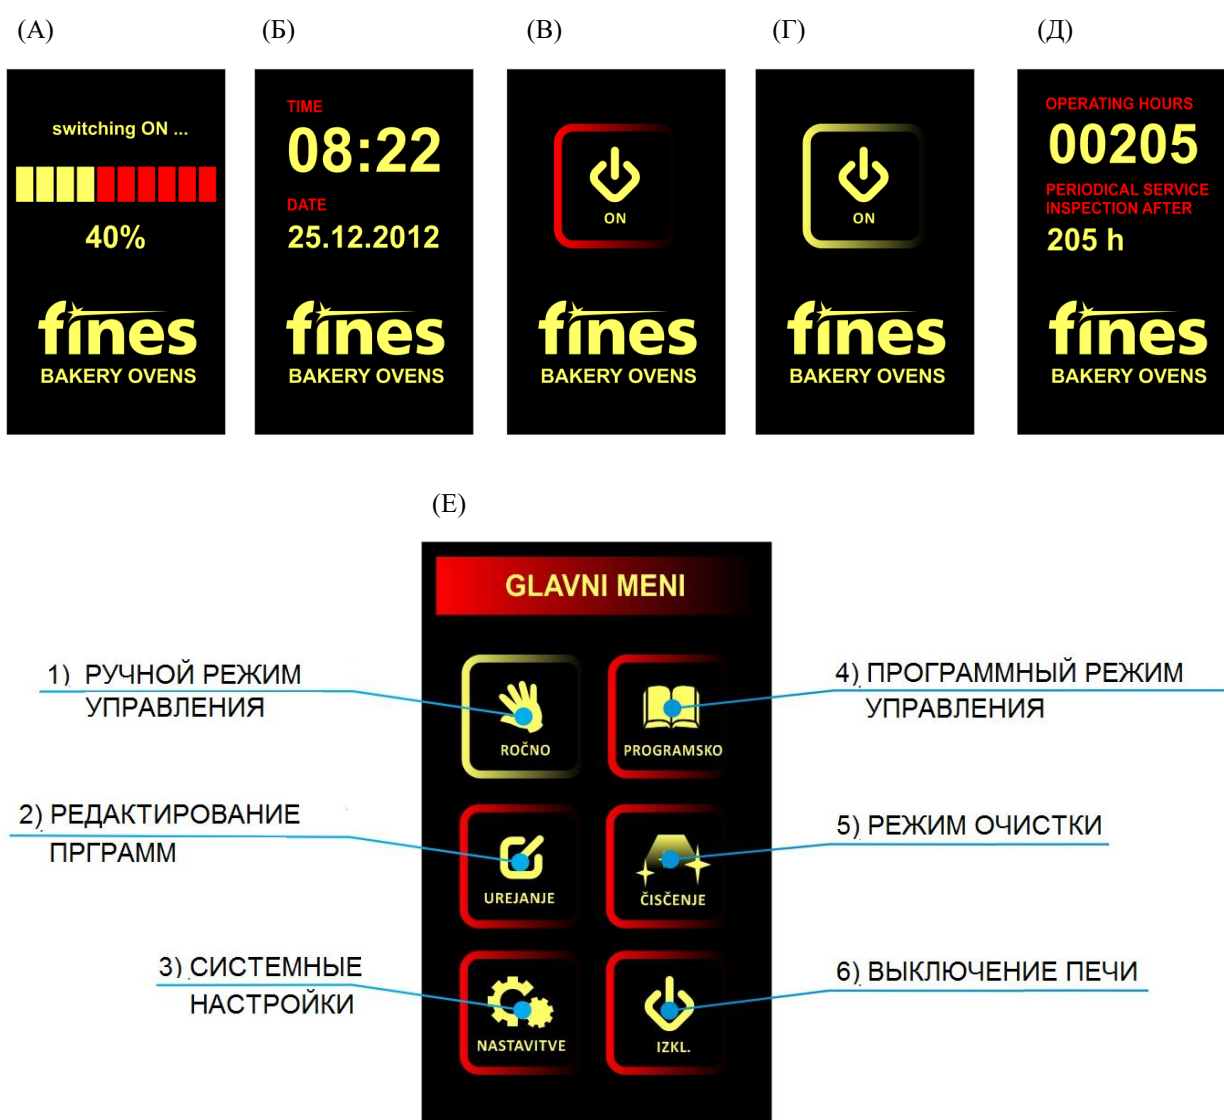 (А)
(Б)
(В)
(Г)
(Д)
switching ON ...
40%
fines
BAKERY OVENS
TIME
08:22
DATE
25.12.2012
fines
BAKERY OVENS
ON
fines
BAKERY OVENS
ON
fines
BAKERY OVENS
OPERATING HOURS
00205
PERIODICAL SERVICE
INSPECTION AFTER
205 h
fines
BAKERY OVENS
(Е)
GLAVNI MENI
1) РУЧНОЙ РЕЖИМ
УПРАВЛЕНИЯ
2) РЕДАКТИРОВАНИЕ
ПРГРАММ
3) СИСТЕМНЫЕ
НАСТРОЙКИ
ROČNO
PROGRAMSKO
UREJANJE
ČISČENJE
NASTAVITVE
IZKL.
4) ПРОГРАММНЫЙ РЕЖИМ
УПРАВЛЕНИЯ
5) РЕЖИМ ОЧИСТКИ
6) ВЫКЛЮЧЕНИЕ ПЕЧИ